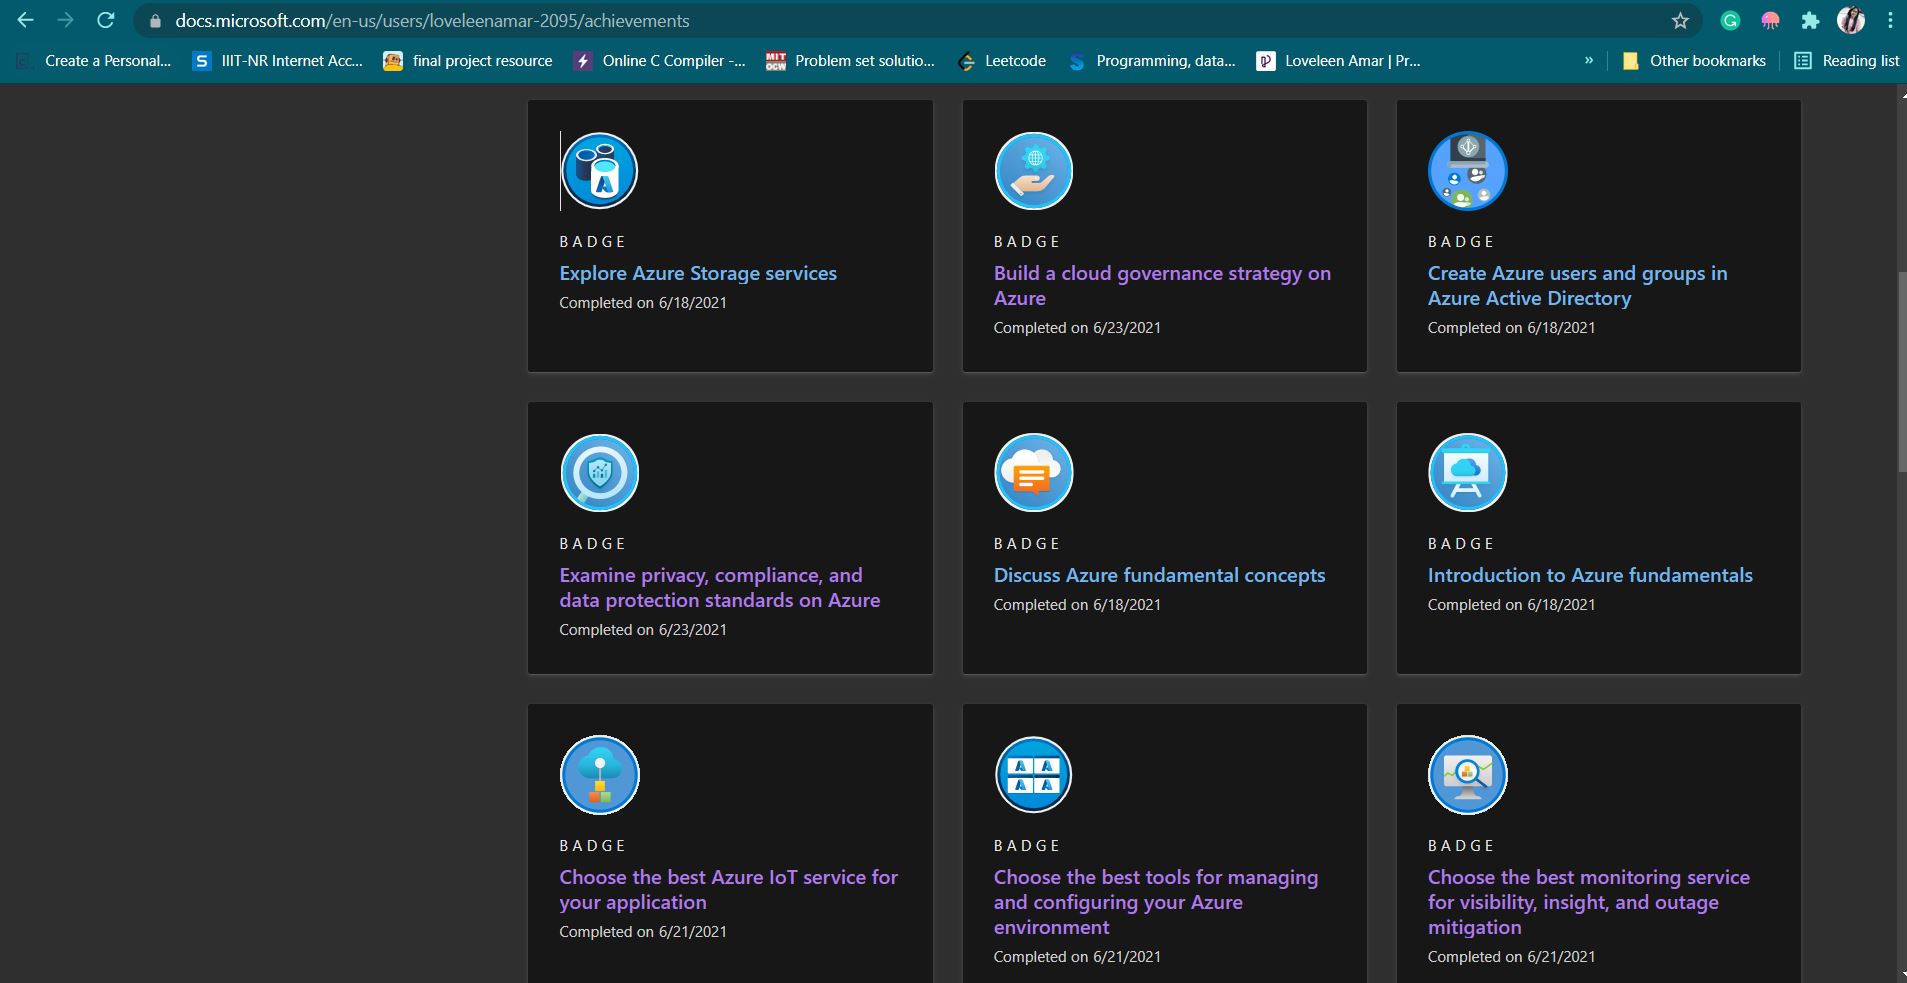 docs.microsoft.com/en-us/users/loveleenamar-2095/achievements
Create a Personal... IIIT-NR Internet Acc... final project resource Online C Compiler -... MIT OCW Problem set solutio... Leetcode Programming, data... Loveleen Amar | Pr... » Other bookmarks Reading list
BADGE
Explore Azure Storage services
Completed on 6/18/2021
BADGE
Build a cloud governance strategy on
Azure
Completed on 6/23/2021
BADGE
Create Azure users and groups in
Azure Active Directory
Completed on 6/18/2021
BADGE
Examine privacy, compliance, and
data protection standards on Azure
Completed on 6/23/2021
BADGE
Discuss Azure fundamental concepts
Completed on 6/18/2021
BADGE
Introduction to Azure fundamentals
Completed on 6/18/2021
BADGE
Choose the best Azure IoT service for
your application
Completed on 6/21/2021
BADGE
Choose the best tools for managing
and configuring your Azure
environment
Completed on 6/21/2021
BADGE
Choose the best monitoring service
for visibility, insight, and outage
mitigation
Completed on 6/21/2021